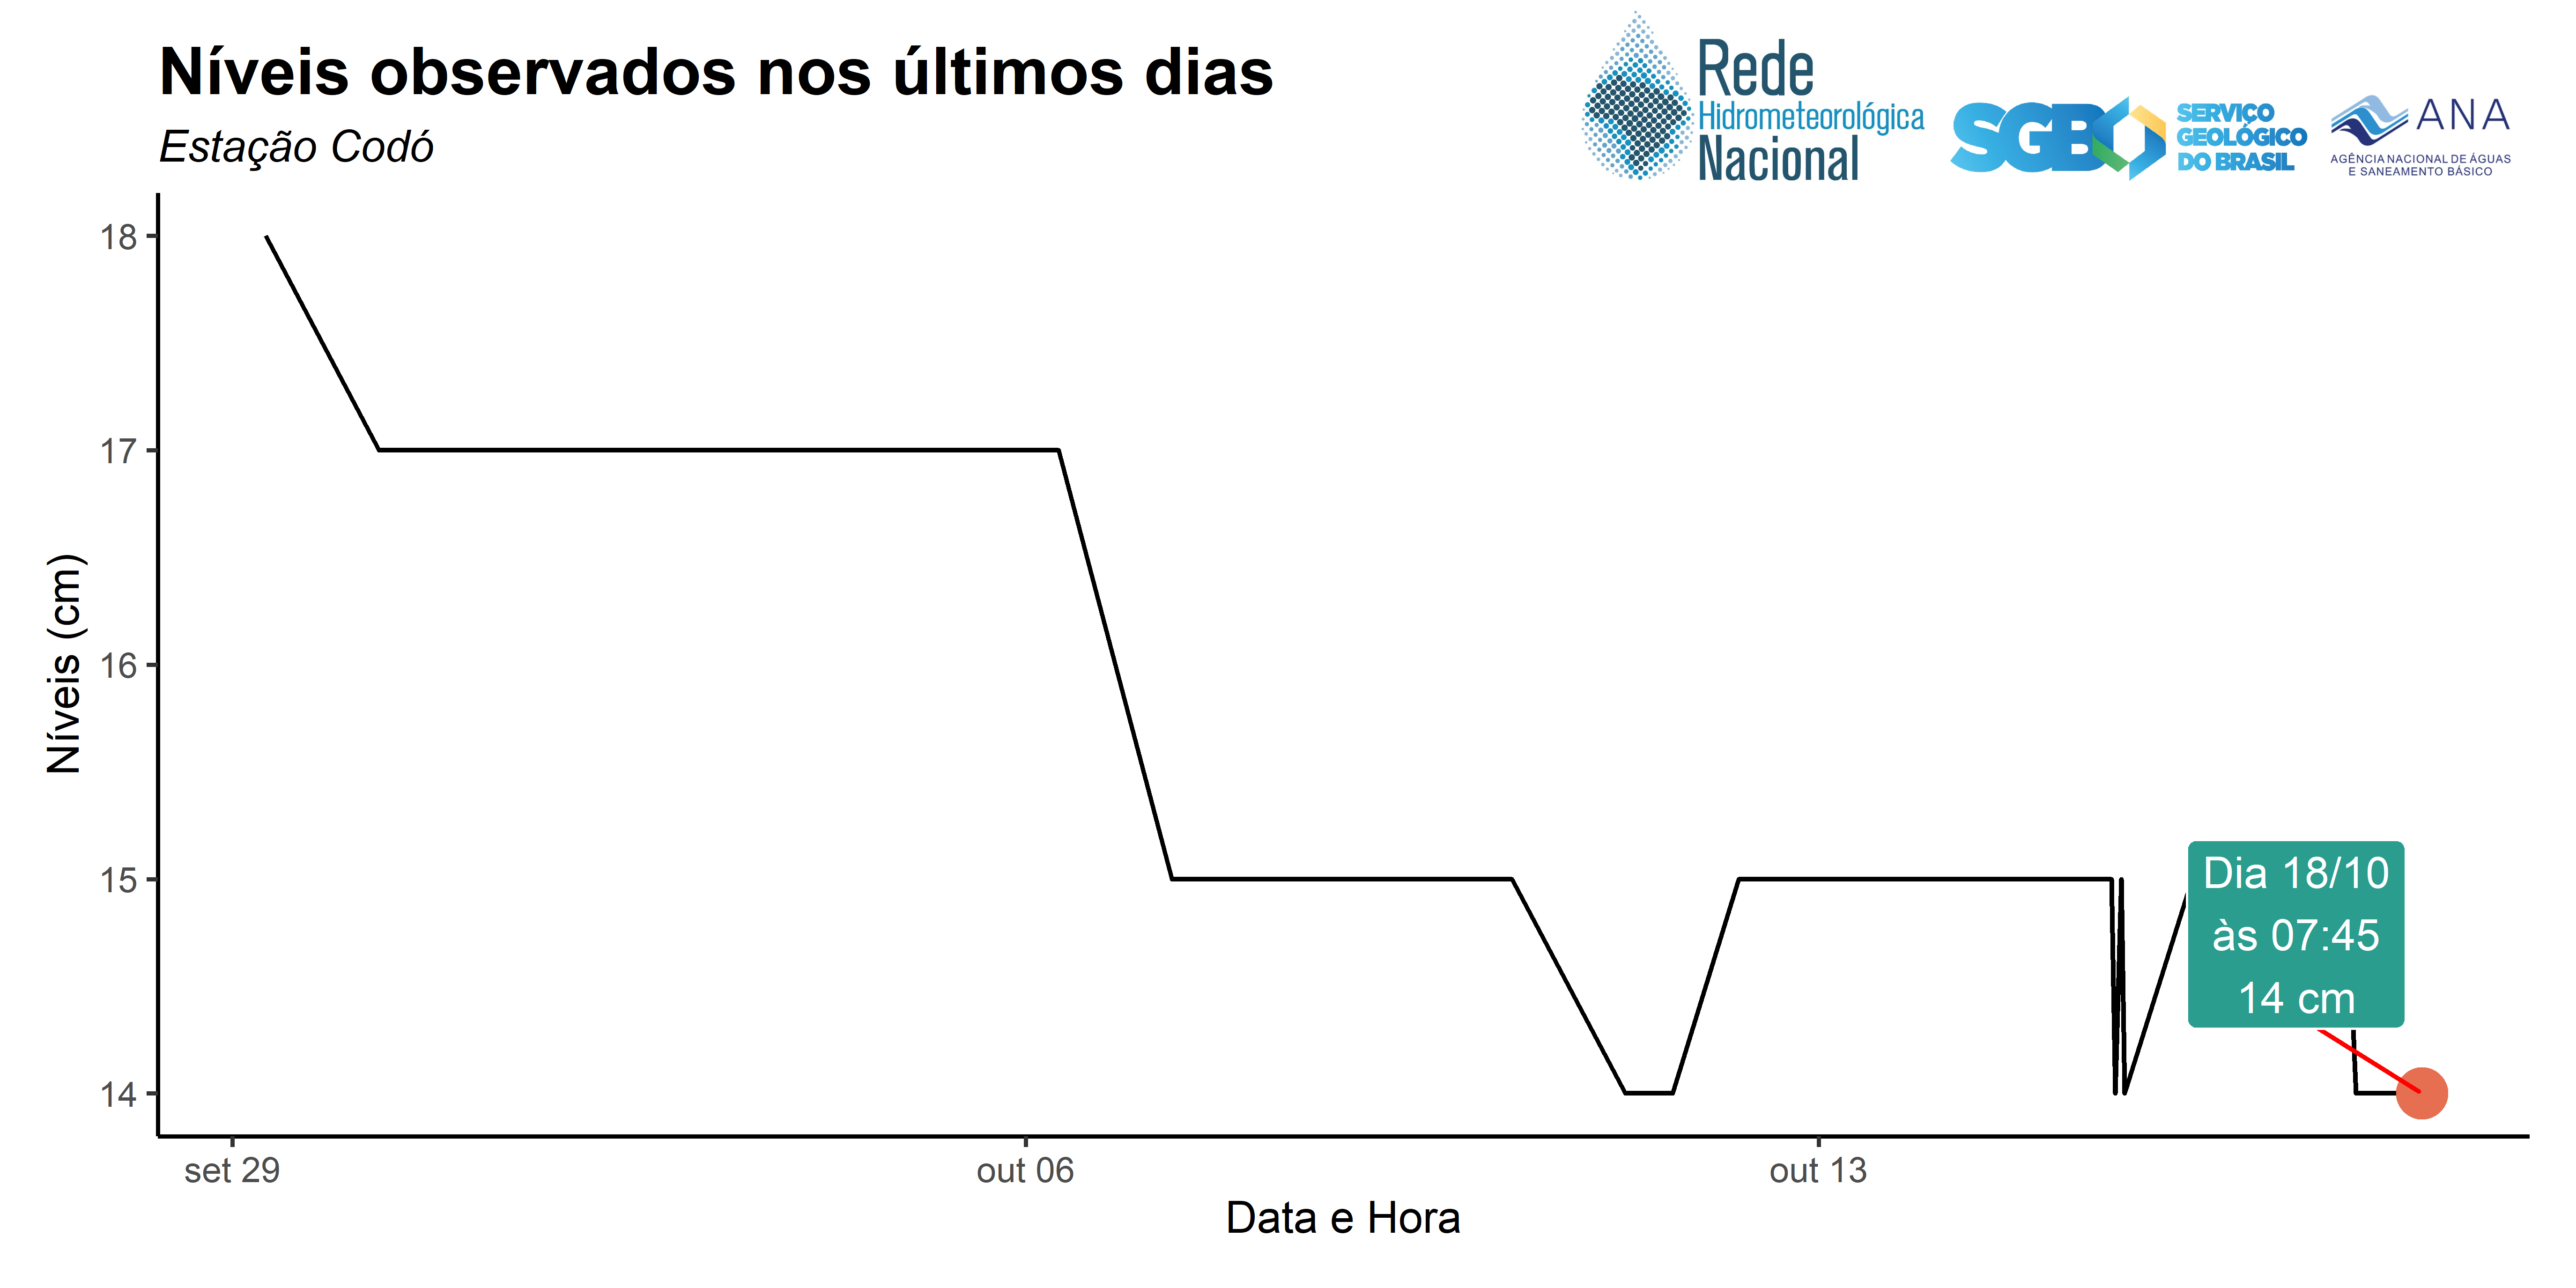 Níveis observados nos últimos dias
Estação Codó
Rede
Hidrometeorológica
Nacional
SGB
SERVIÇO
GEOLÓGICO
DO BRASIL
ANA
AGÊNCIA NACIONAL DE ÁGUAS
E SANEAMENTO BÁSICO
Níveis (cm)
18
17
16
15
14
Dia 18/10
às 07:45
14 cm
set 29
out 06
out 13
Data e Hora